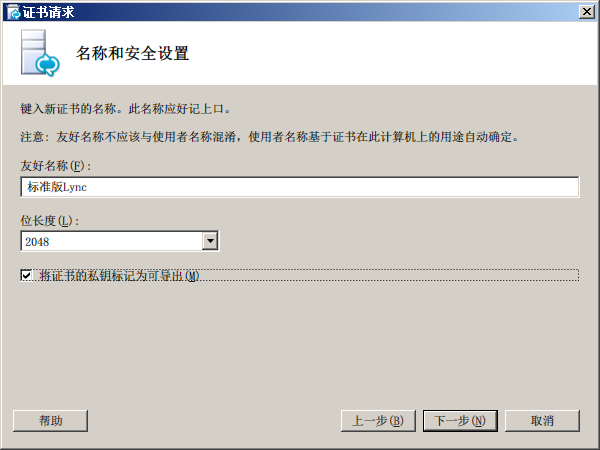 证书请求
名称和安全设置
键入新证书的名称。此名称应好记上口。
注意: 友好名称不应该与使用者名称混淆，使用者名称基于证书在此计算机上的用途自动确定。
友好名称(F):
标准版Lync
位长度(L):
2048
将证书的私钥标记为可导出(M)
帮助 上一步(B) 下一步(N) 取消